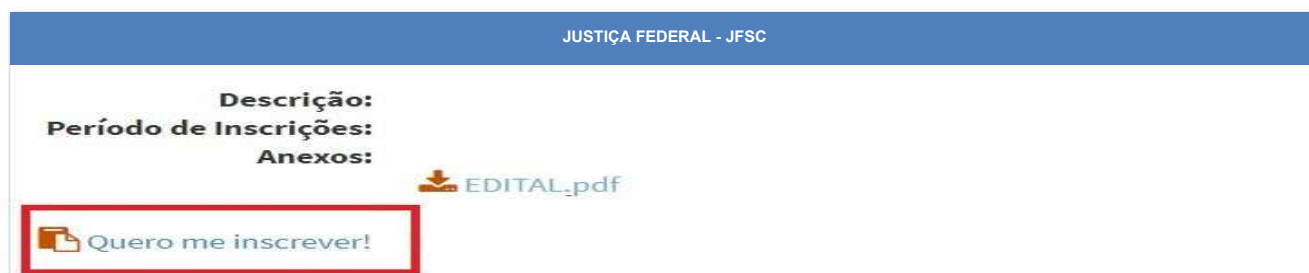 JUSTIÇA FEDERAL - JFSC
Descrição:
Período de Inscrições:
Anexos:
EDITAL.pdf
Quero me inscrever!